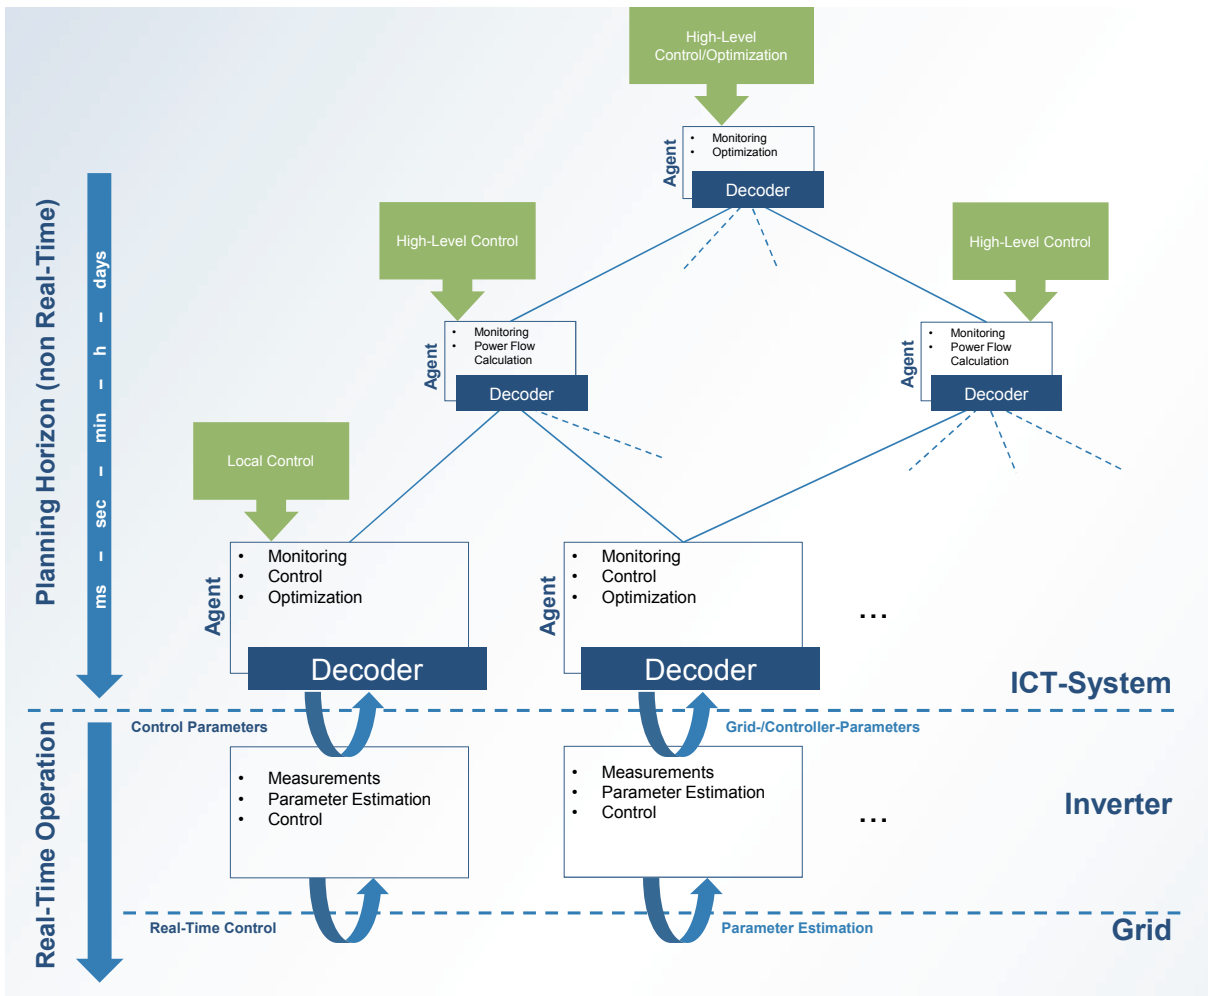 High-Level
Control/Optimization
Agent
• Monitoring
• Optimization
Decoder
High-Level Control
High-Level Control
Agent
• Monitoring
• Power Flow
Calculation
Decoder
Agent
• Monitoring
• Power Flow
Calculation
Decoder
Planning Horizon (non Real-Time)
ms – sec – min – h – days
Local Control
Agent
• Monitoring
• Control
• Optimization
Decoder
Agent
• Monitoring
• Control
• Optimization
Decoder
...
ICT-System
Control Parameters
Grid-/Controller-Parameters
Real-Time Operation
• Measurements
• Parameter Estimation
• Control
• Measurements
• Parameter Estimation
• Control
...
Inverter
Real-Time Control
Parameter Estimation
Grid